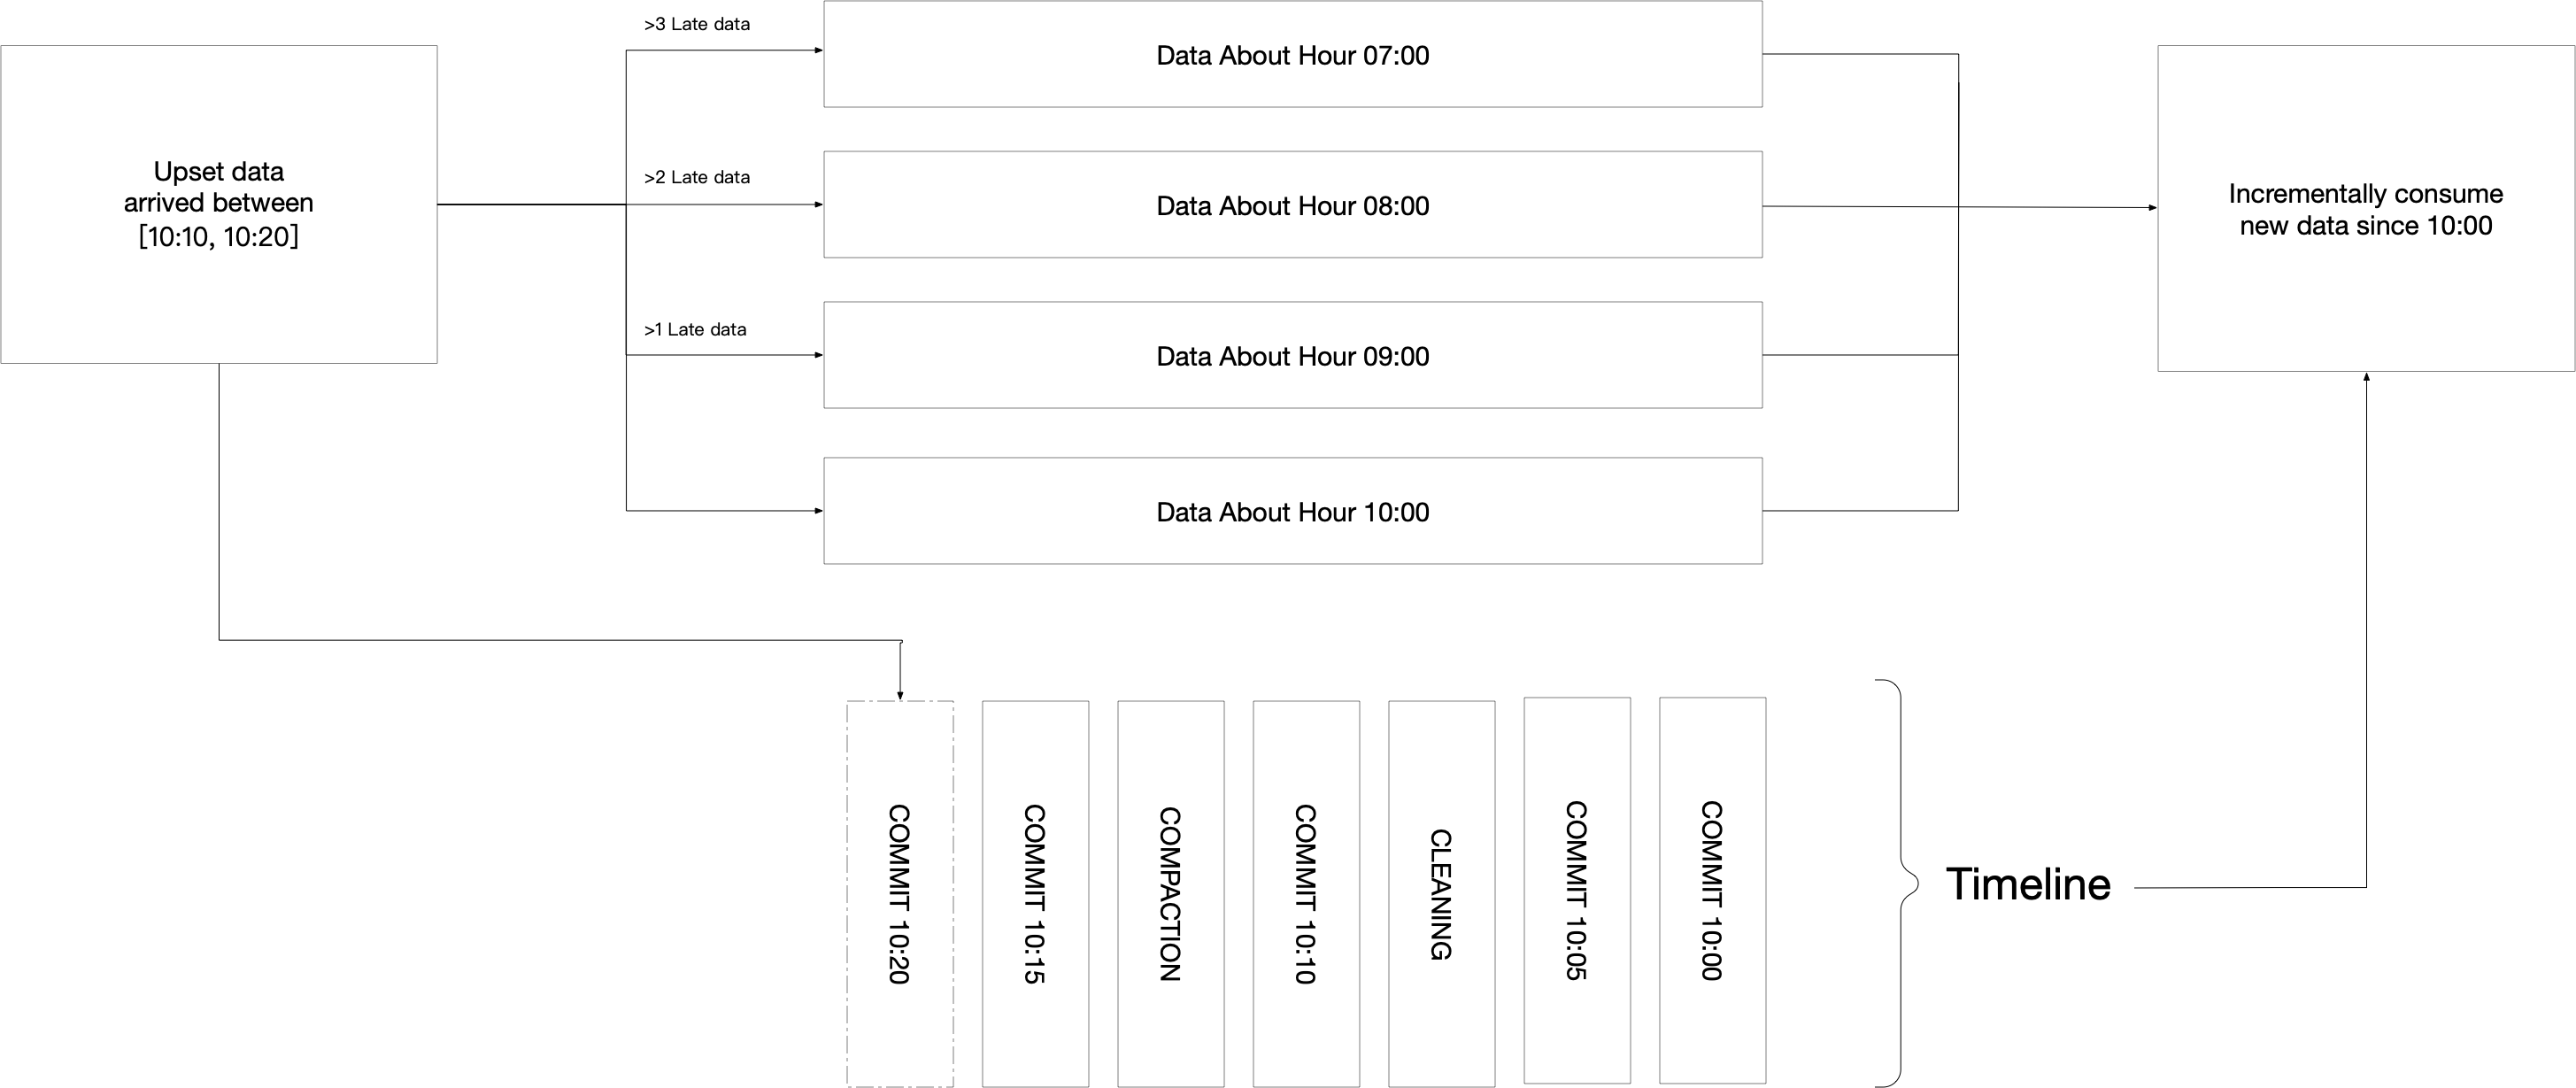 >3 Late data
Data About Hour 07:00
Upset data
arrived between
[10:10, 10:20]
>2 Late data
Data About Hour 08:00
Incrementally consume
new data since 10:00
>1 Late data
Data About Hour 09:00
Data About Hour 10:00
COMMIT 10:20
COMMIT 10:15
COMPACTION
COMMIT 10:10
CLEANING
COMMIT 10:05
COMMIT 10:00
Timeline